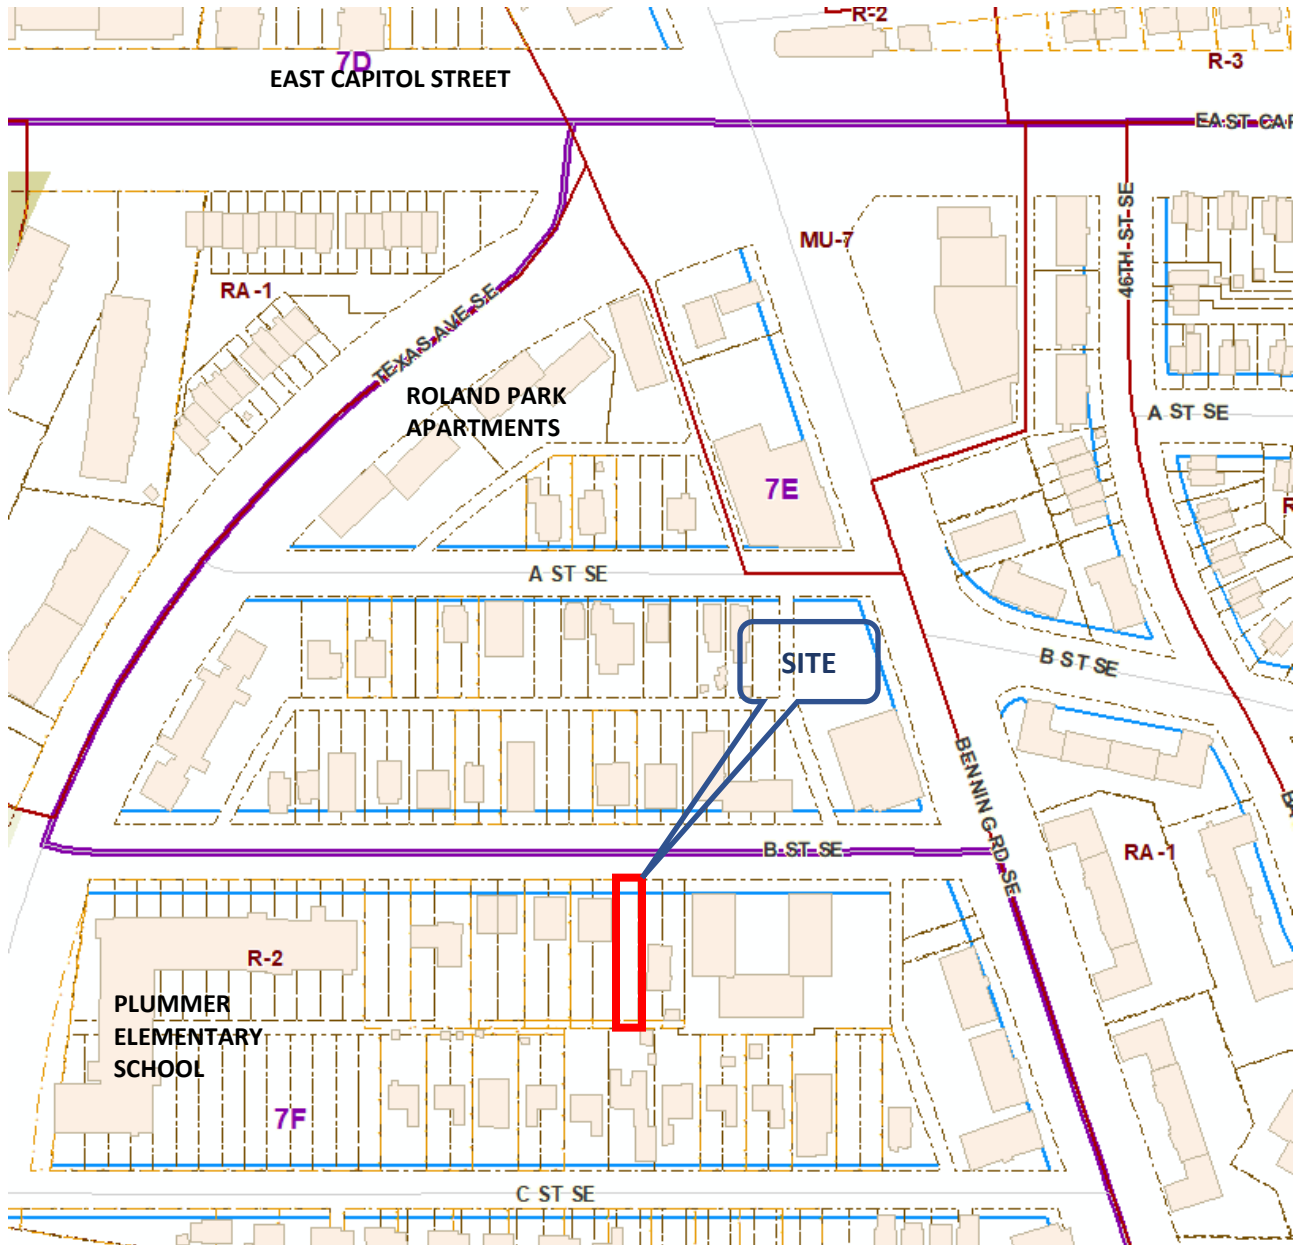 R-2
7D
EAST CAPITOL STREET
R-3
EAST CAP
46TH ST SE
MU-7
RA-1
TEXAS AVE SE
ROLAND PARK
APARTMENTS
A ST SE
7E
A ST SE
SITE
B ST SE
BENNING RD SE
B ST SE
RA-1
R-2
PLUMMER
ELEMENTARY
SCHOOL
7F
C ST SE